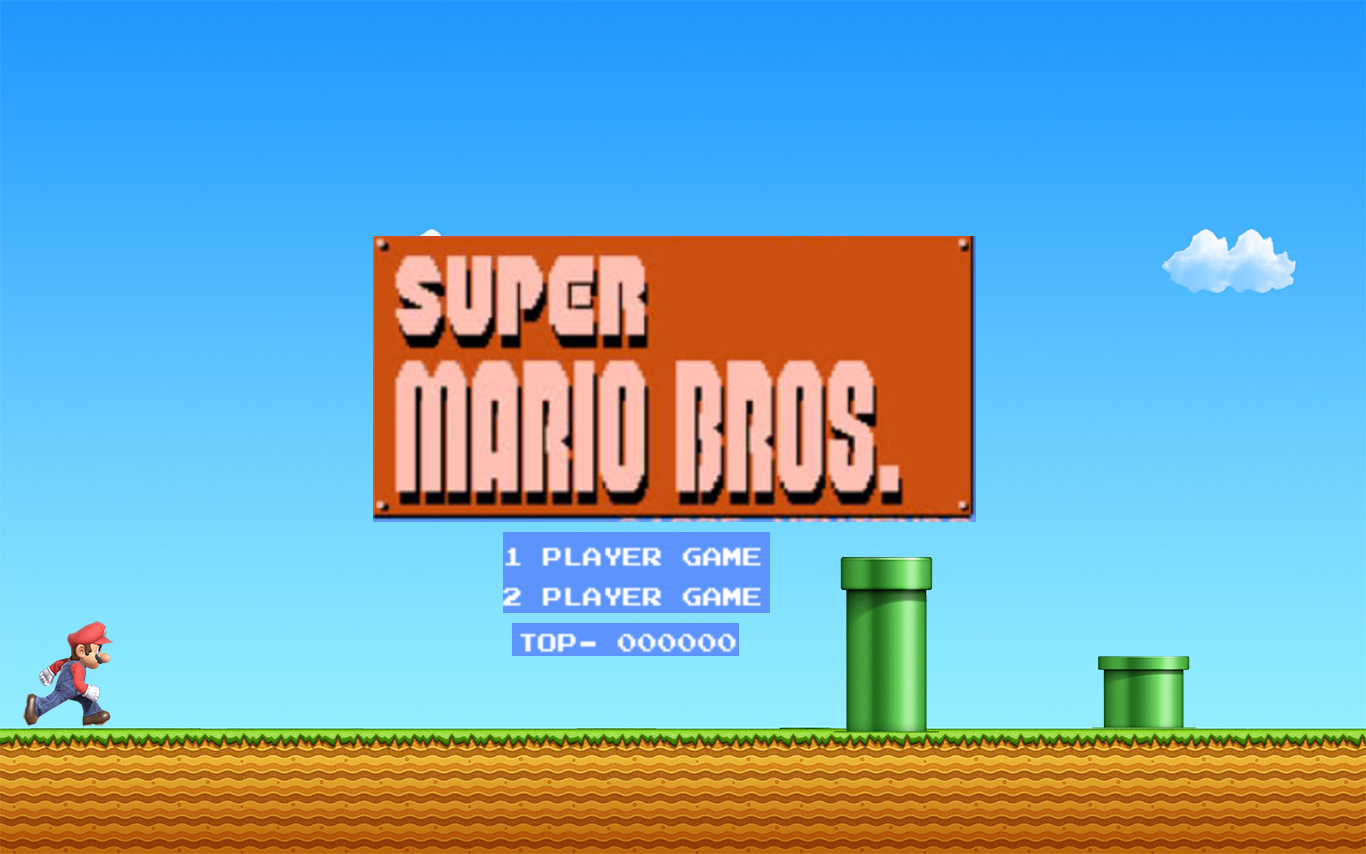 SUPER
MARIO BROS.
1 PLAYER GAME
2 PLAYER GAME
TOP- 000000